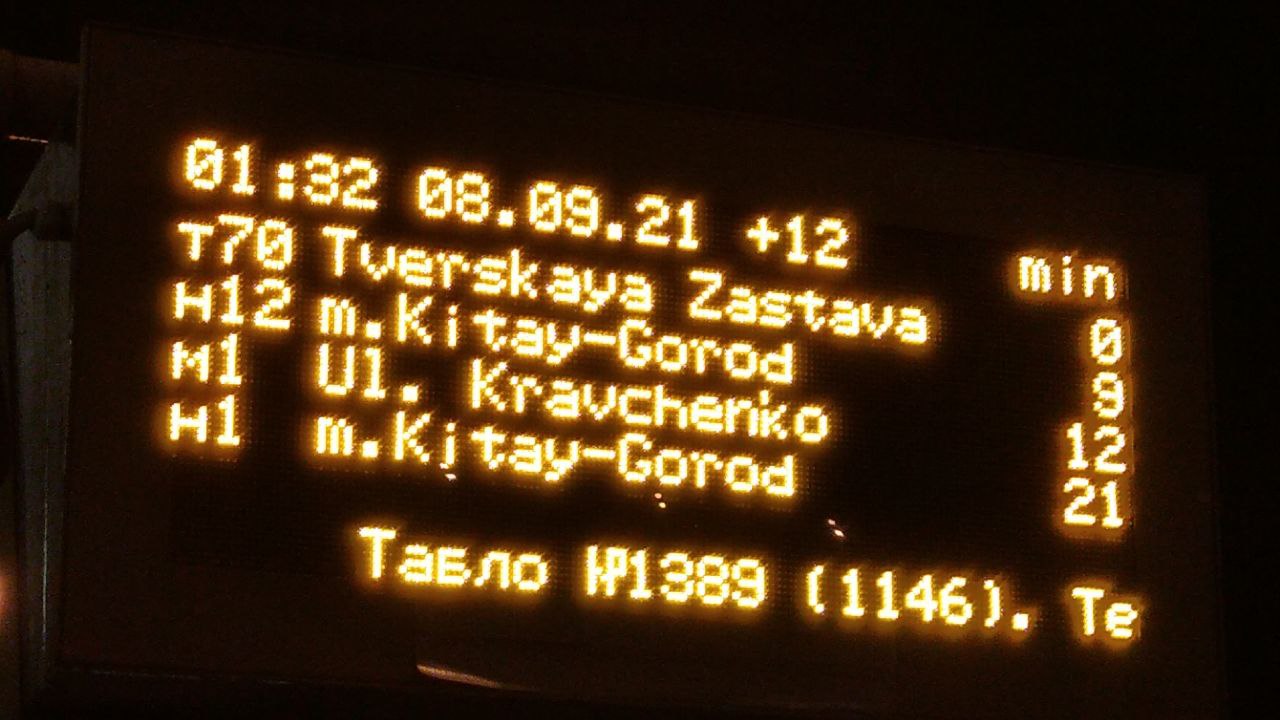 01:32 08.09.21 +12 min
т70 Tverskaya Zastava 0
н12 m.Kitay-Gorod 9
м1 Ul. Kravchenko 12
н1 m.Kitay-Gorod 21
Табло №1389 (1146). Те